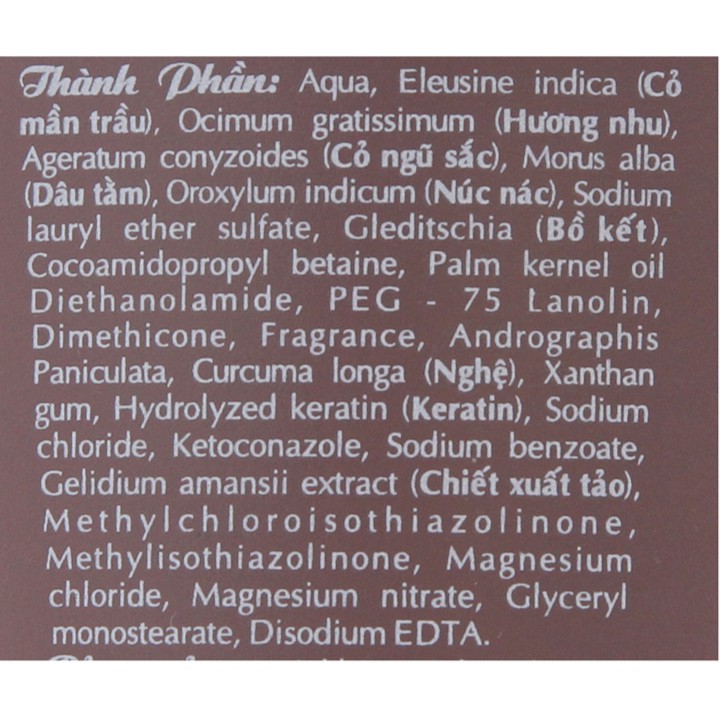 Thành Phần: Aqua, Eleusine indica (Cỏ
mần trầu), Ocimum gratissimum (Hương nhu),
Ageratum conyzoides (Cỏ ngũ sắc), Morus alba
(Dâu tằm), Oroxylum indicum (Núc nác), Sodium
lauryl ether sulfate, Gleditschia (Bồ kết),
Cocoamidopropyl betaine, Palm kernel oil
Diethanolamide, PEG - 75 Lanolin,
Dimethicone, Fragrance, Andrographis
Paniculata, Curcuma longa (Nghệ), Xanthan
gum, Hydrolyzed keratin (Keratin), Sodium
chloride, Ketoconazole, Sodium benzoate,
Gelidium amansii extract (Chiết xuất tảo),
Methylchloroisothiazolinone,
Methylisothiazolinone, Magnesium
chloride, Magnesium nitrate, Glyceryl
monostearate, Disodium EDTA.